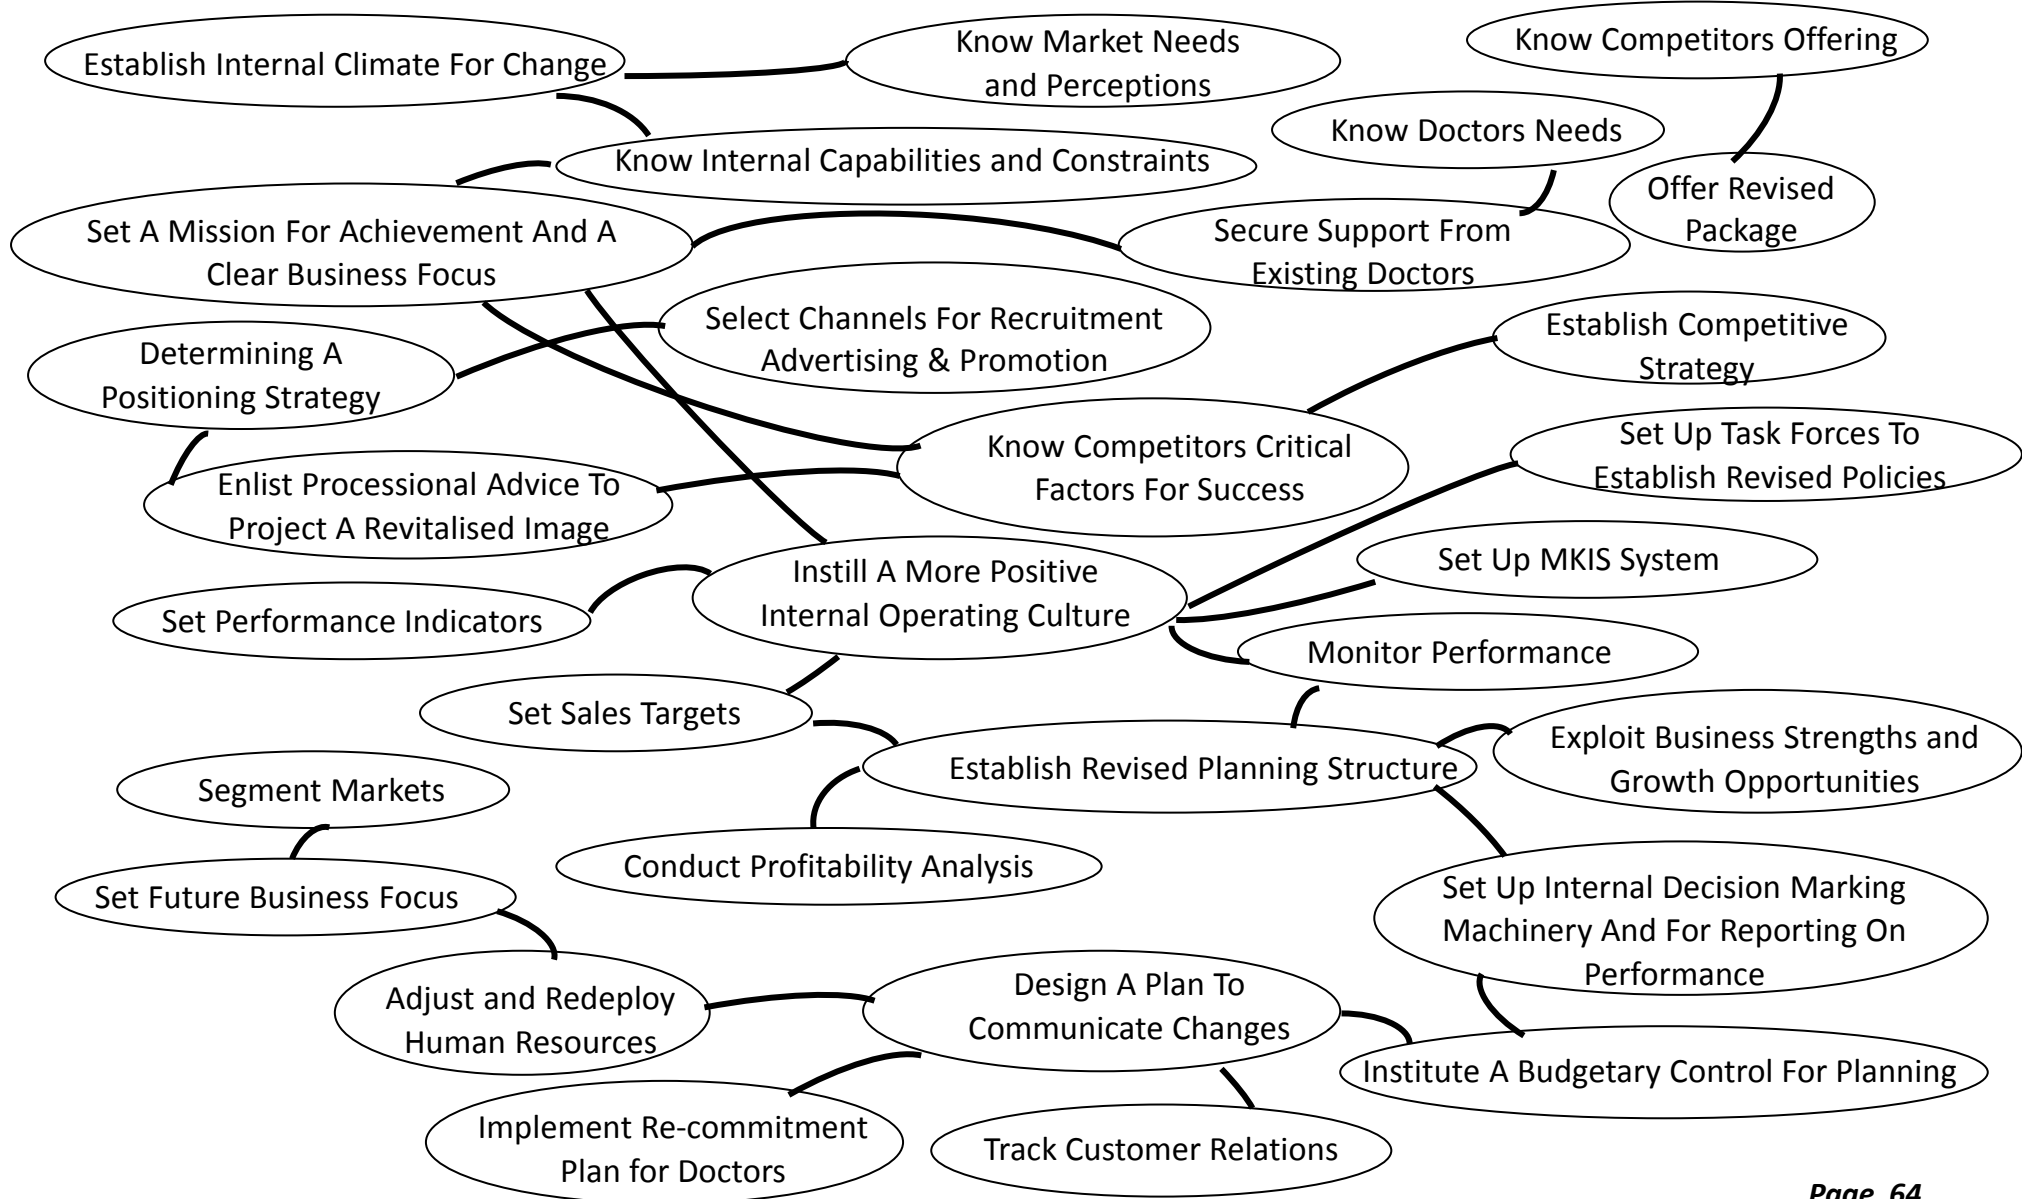 Establish Internal Climate For Change
Know Market Needs
and Perceptions
Know Competitors Offering
Know Doctors Needs
Know Internal Capabilities and Constraints
Offer Revised
Package
Set A Mission For Achievement And A
Clear Business Focus
Secure Support From
Existing Doctors
Select Channels For Recruitment
Advertising & Promotion
Establish Competitive
Strategy
Determining A
Positioning Strategy
Know Competitors Critical
Factors For Success
Set Up Task Forces To
Establish Revised Policies
Enlist Processional Advice To
Project A Revitalised Image
Set Up MKIS System
Instill A More Positive
Internal Operating Culture
Set Performance Indicators
Monitor Performance
Set Sales Targets
Exploit Business Strengths and
Growth Opportunities
Establish Revised Planning Structure
Segment Markets
Conduct Profitability Analysis
Set Future Business Focus
Set Up Internal Decision Marking
Machinery And For Reporting On
Performance
Adjust and Redeploy
Human Resources
Design A Plan To
Communicate Changes
Institute A Budgetary Control For Planning
Implement Re-commitment
Plan for Doctors
Track Customer Relations
Page 64